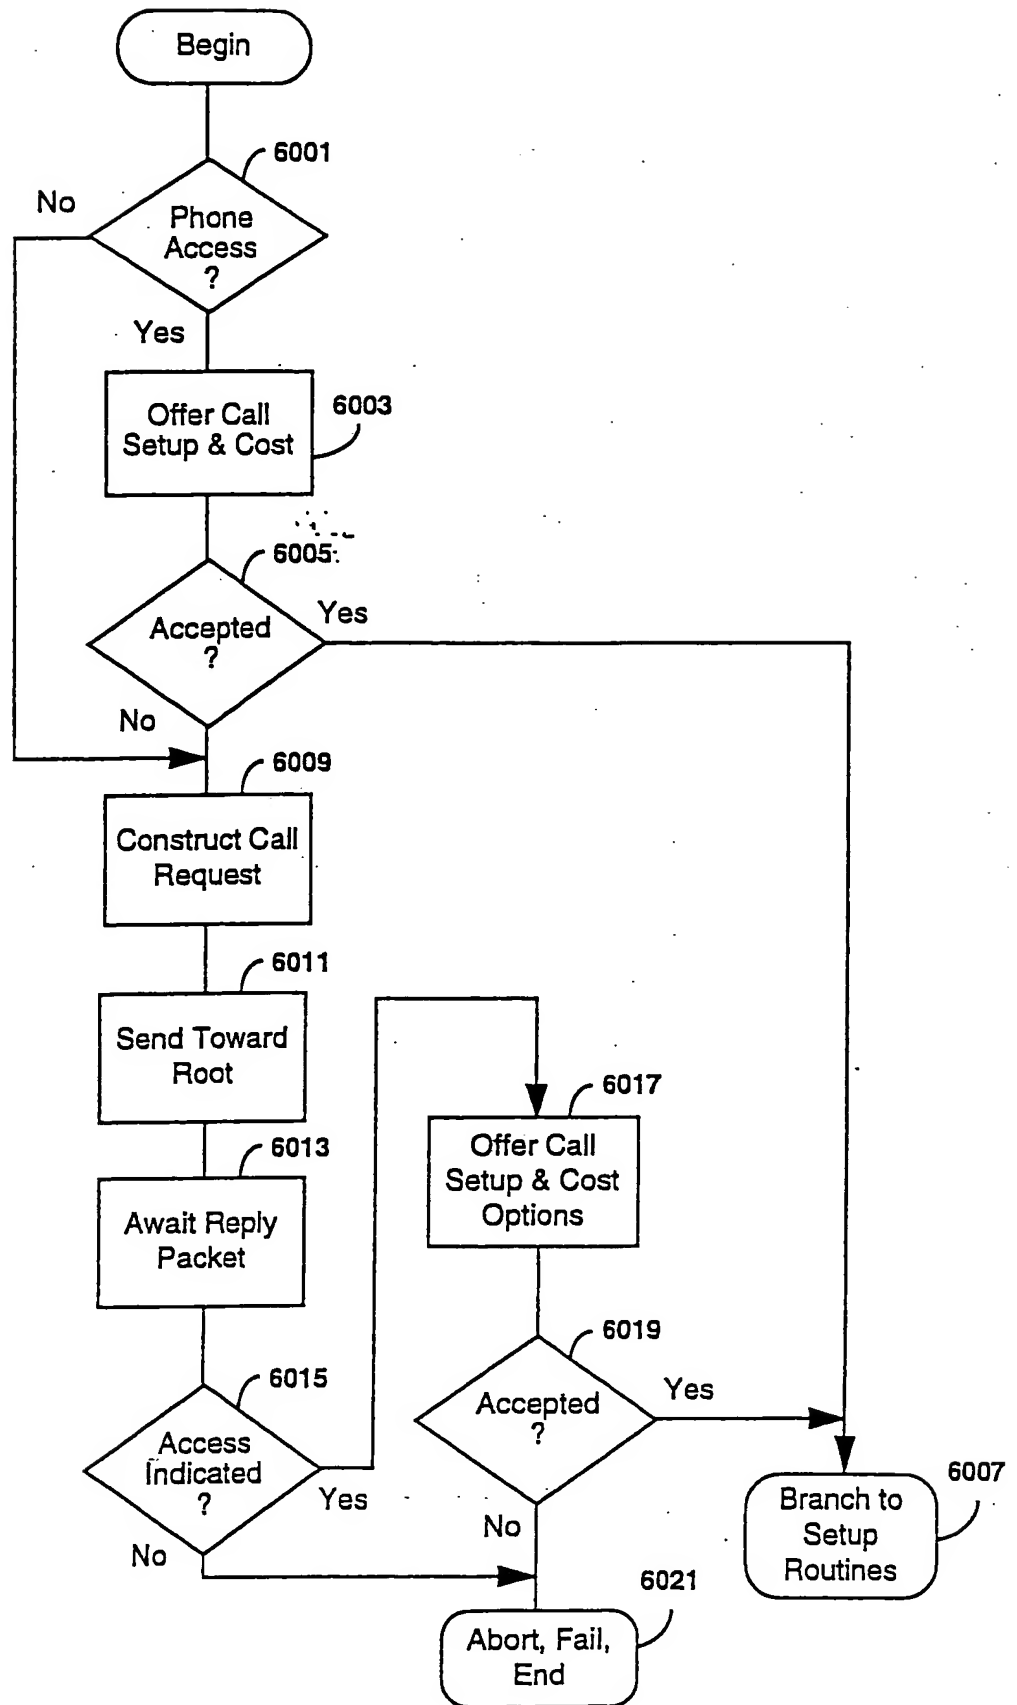 Begin
6001
No
Phone
Access
?
Yes
Offer Call
Setup & Cost
6003
6005
Yes
Accepted
?
No
6009
Construct Call
Request
6011
Send Toward
Root
6013
Await Reply
Packet
6015
Access
Indicated
?
Yes
No
6017
Offer Call
Setup & Cost
Options
6019
Accepted
?
Yes
No
6007
Branch to
Setup
Routines
6021
Abort, Fail,
End